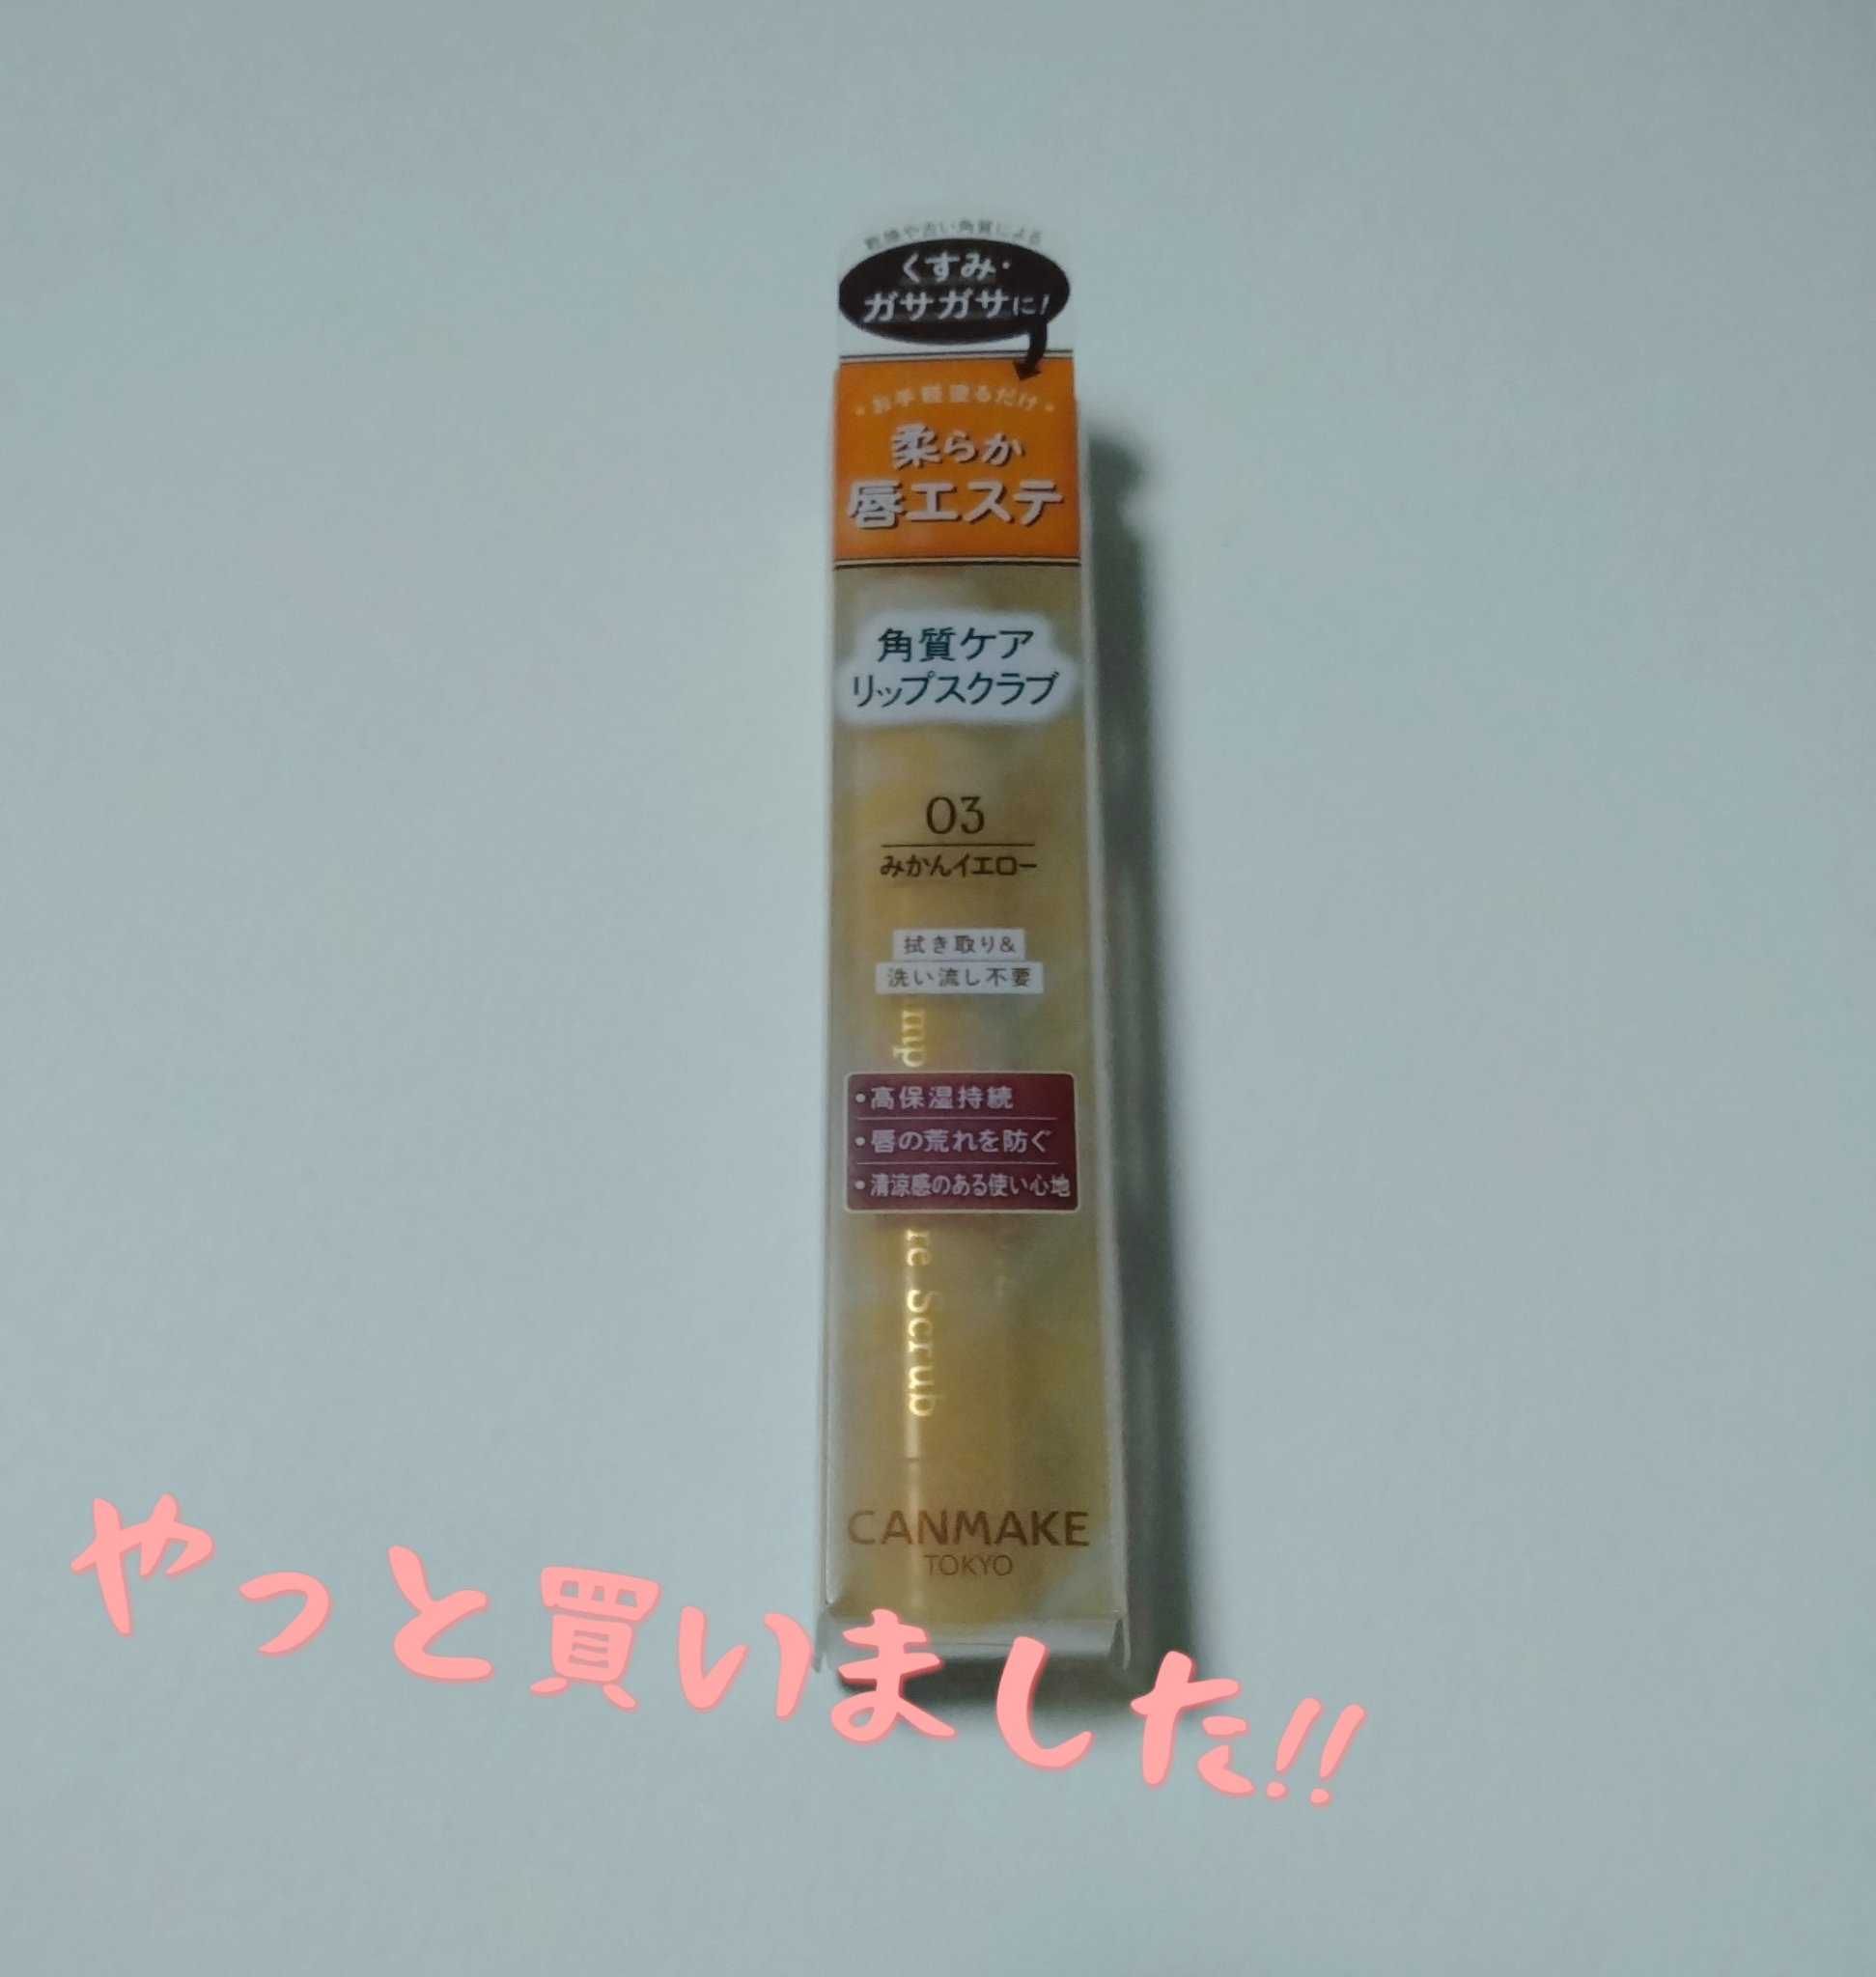 乾燥や古い角質による
くすみ・
ガサガサに!
お手軽塗るだけ
柔らか
唇エステ
角質ケア
リップスクラブ
03
みかんイエロー
拭き取り&
洗い流し不要
mp
・高保湿持続
・唇の荒れを防ぐ
・清涼感のある使い心地
re Scrub
CANMAKE
TOKYO
やっと買いました!!